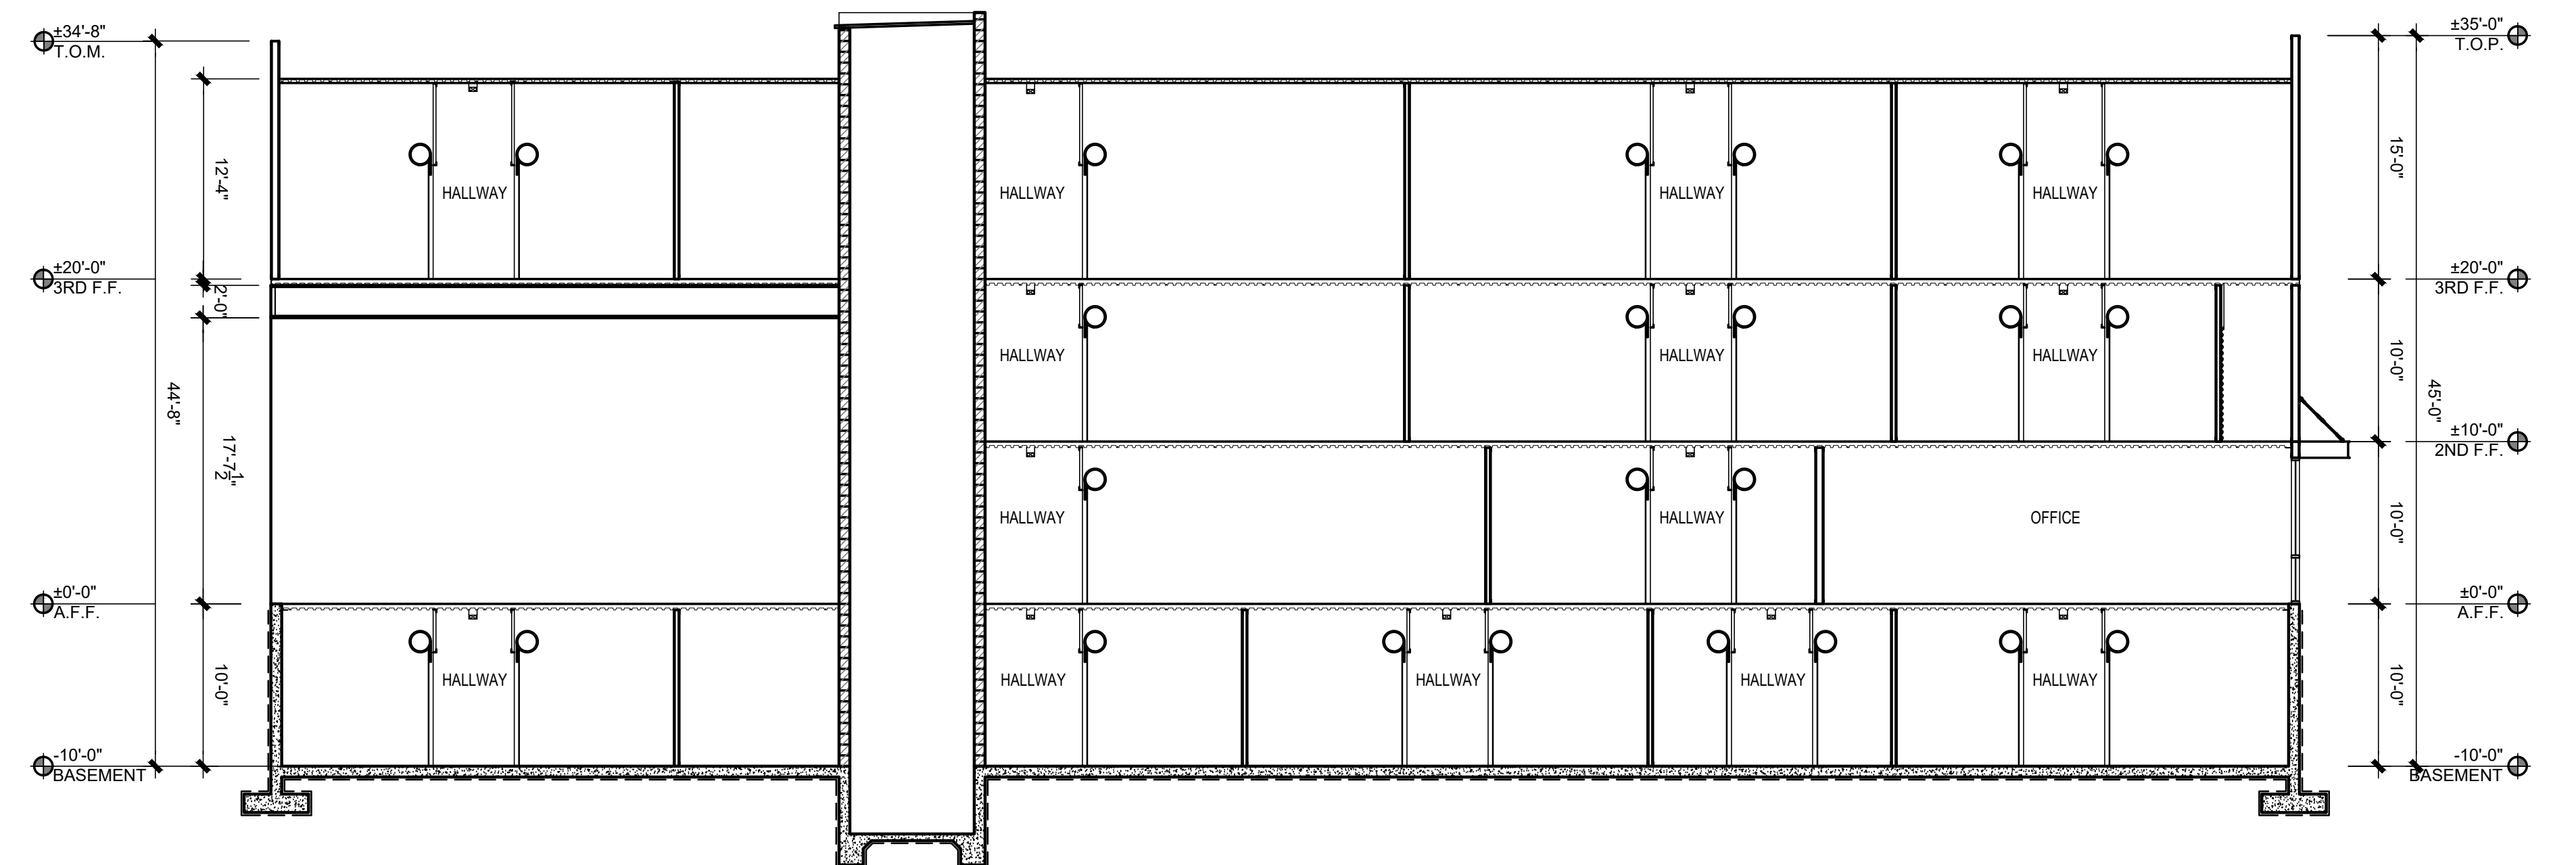 ±34'-8"
T.O.M.
±35'-0"
T.O.P.
12'-4"
15'-0"
HALLWAY
HALLWAY
HALLWAY
HALLWAY
±20'-0"
3RD F.F.
±20'-0"
3RD F.F.
2'-0"
HALLWAY
HALLWAY
HALLWAY
10'-0"
44'-8"
45'-0"
±10'-0"
2ND F.F.
17'-7 1/2"
HALLWAY
HALLWAY
OFFICE
10'-0"
±0'-0"
A.F.F.
±0'-0"
A.F.F.
10'-0"
HALLWAY
HALLWAY
HALLWAY
HALLWAY
HALLWAY
10'-0"
-10'-0"
BASEMENT
-10'-0"
BASEMENT